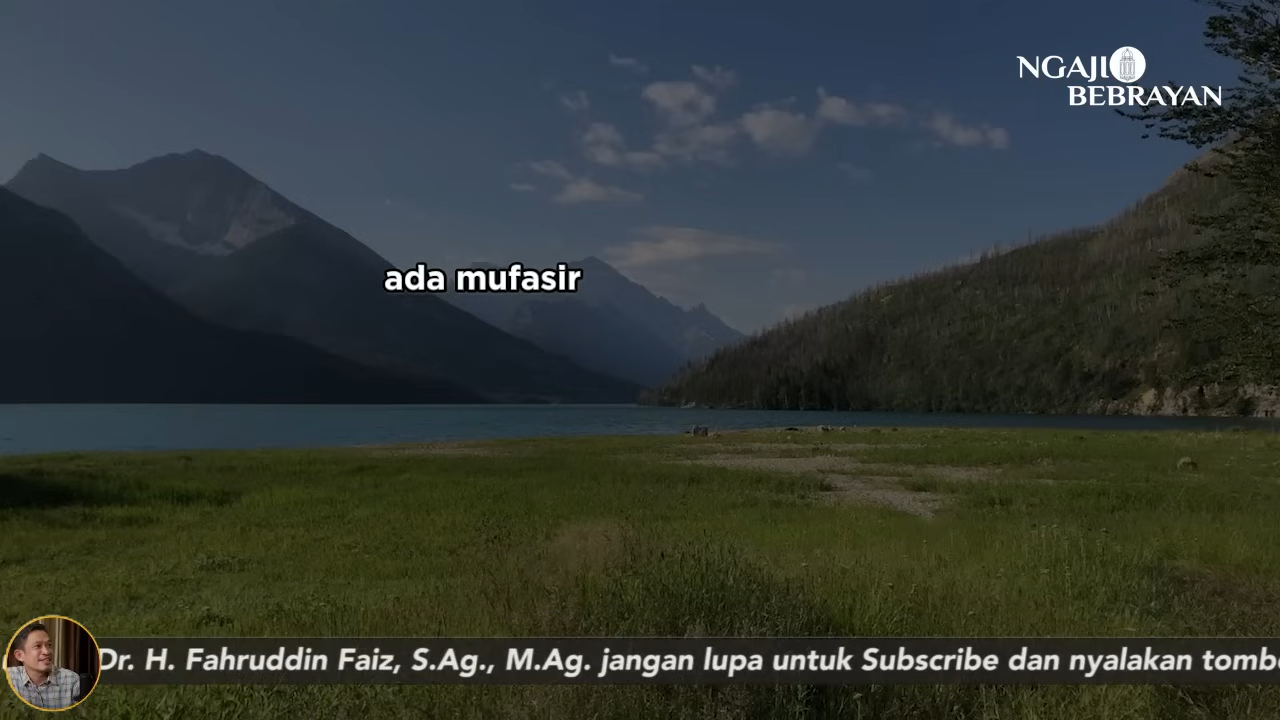 NGAJI
BEBRAYAN
ada mufasir
Dr. H. Fahruddin Faiz, S.Ag., M.Ag. jangan lupa untuk Subscribe dan nyalakan